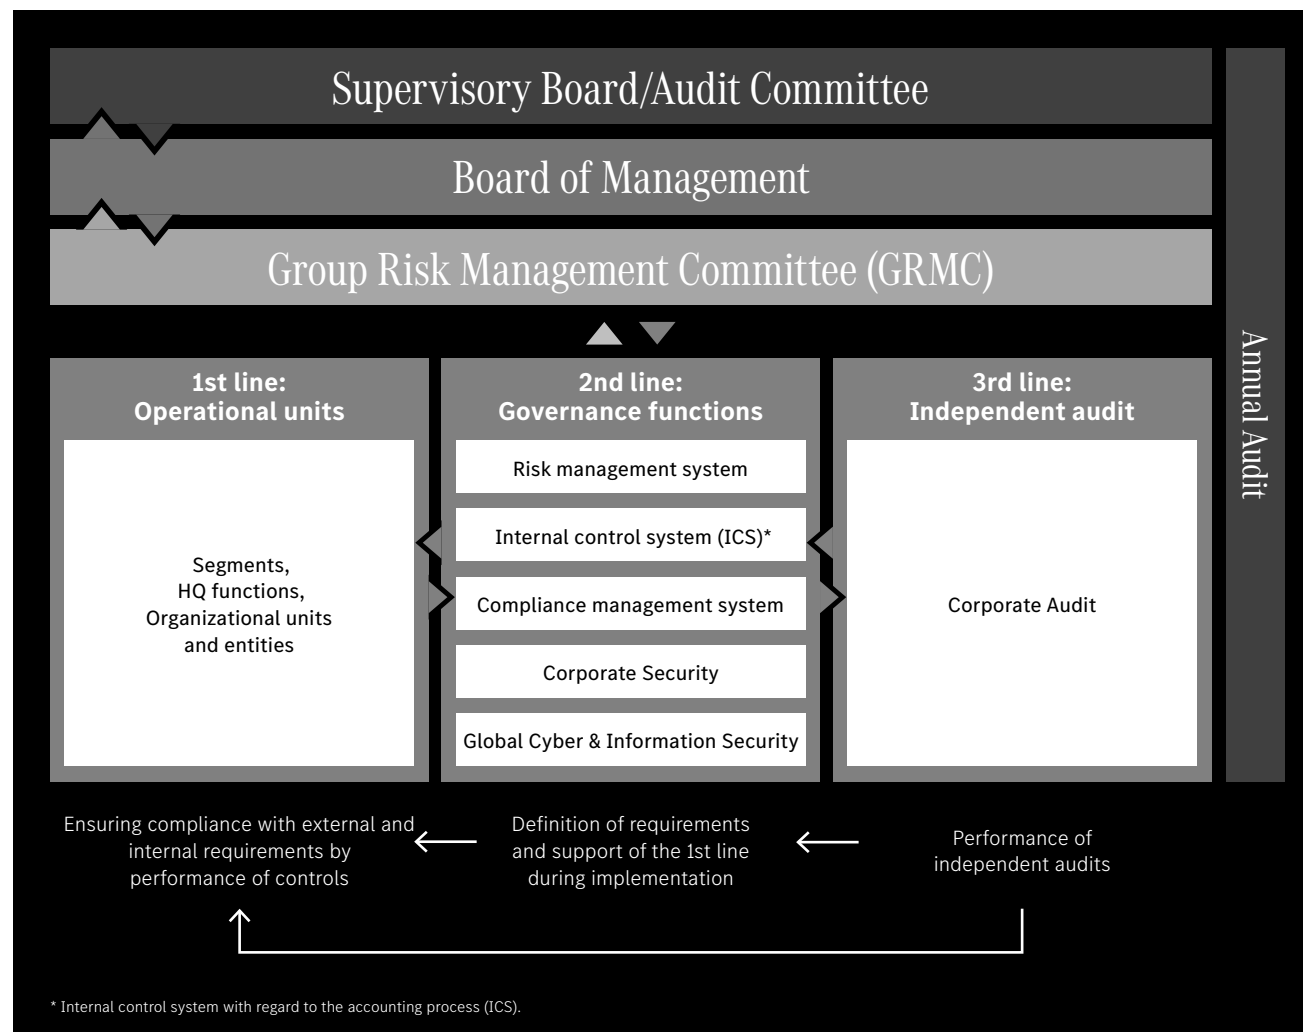 Supervisory Board/Audit Committee
Board of Management
Group Risk Management Committee (GRMC)
1st line:
Operational units
Segments,
HQ functions,
Organizational units
and entities
2nd line:
Governance functions
Risk management system
Internal control system (ICS)*
Compliance management system
Corporate Security
Global Cyber & Information Security
3rd line:
Independent audit
Corporate Audit
Annual Audit
Ensuring compliance with external and
internal requirements by
performance of controls
Definition of requirements
and support of the 1st line
during implementation
Performance of
independent audits
* Internal control system with regard to the accounting process (ICS).